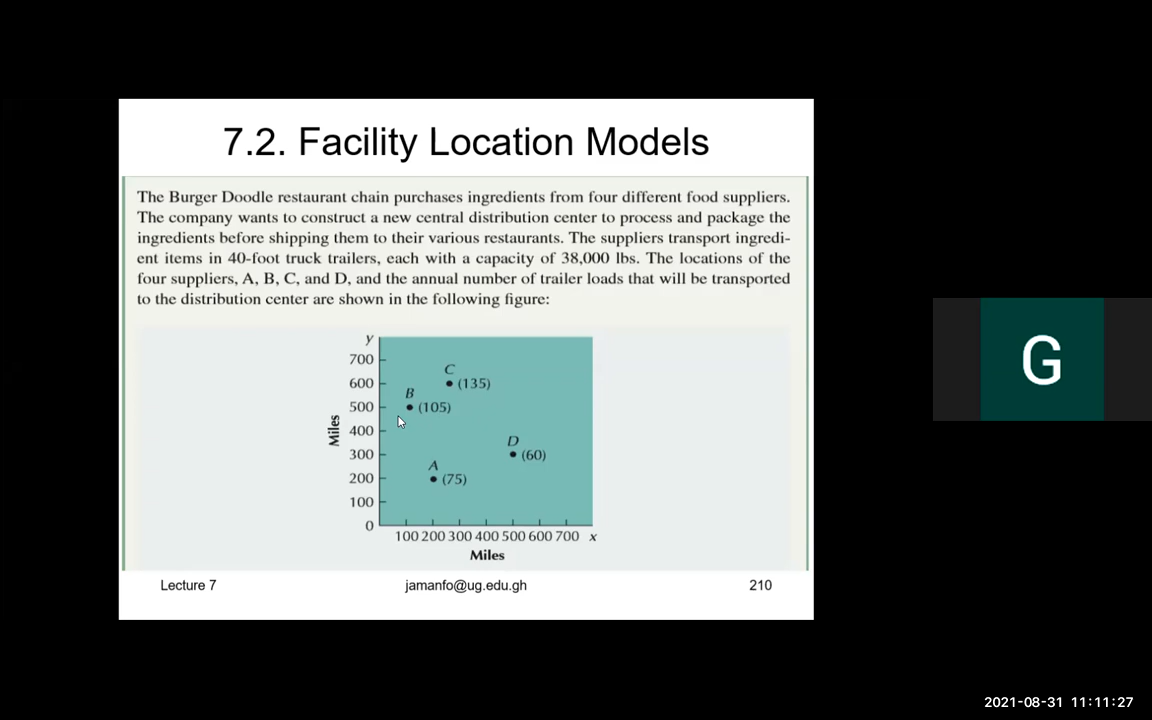 7.2. Facility Location Models
The Burger Doodle restaurant chain purchases ingredients from four different food suppliers.
The company wants to construct a new central distribution center to process and package the
ingredients before shipping them to their various restaurants. The suppliers transport ingredi-
ent items in 40-foot truck trailers, each with a capacity of 38,000 lbs. The locations of the
four suppliers, A, B, C, and D, and the annual number of trailer loads that will be transported
to the distribution center are shown in the following figure:
y
700
600
500
400
300
200
100
0
Miles
C
(135)
B
(105)
D
(60)
A
(75)
100 200 300 400 500 600 700 x
Miles
Lecture 7
jamanfo@ug.edu.gh
210
G
2021-08-31 11:11:27